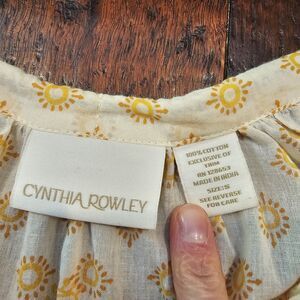 CYNTHIA ROWLEY
100% COTTON
EXCLUSIVE OF
TRIM
RN 128653
MADE IN INDIA
SIZE: S
SEE REVERSE
FOR CARE